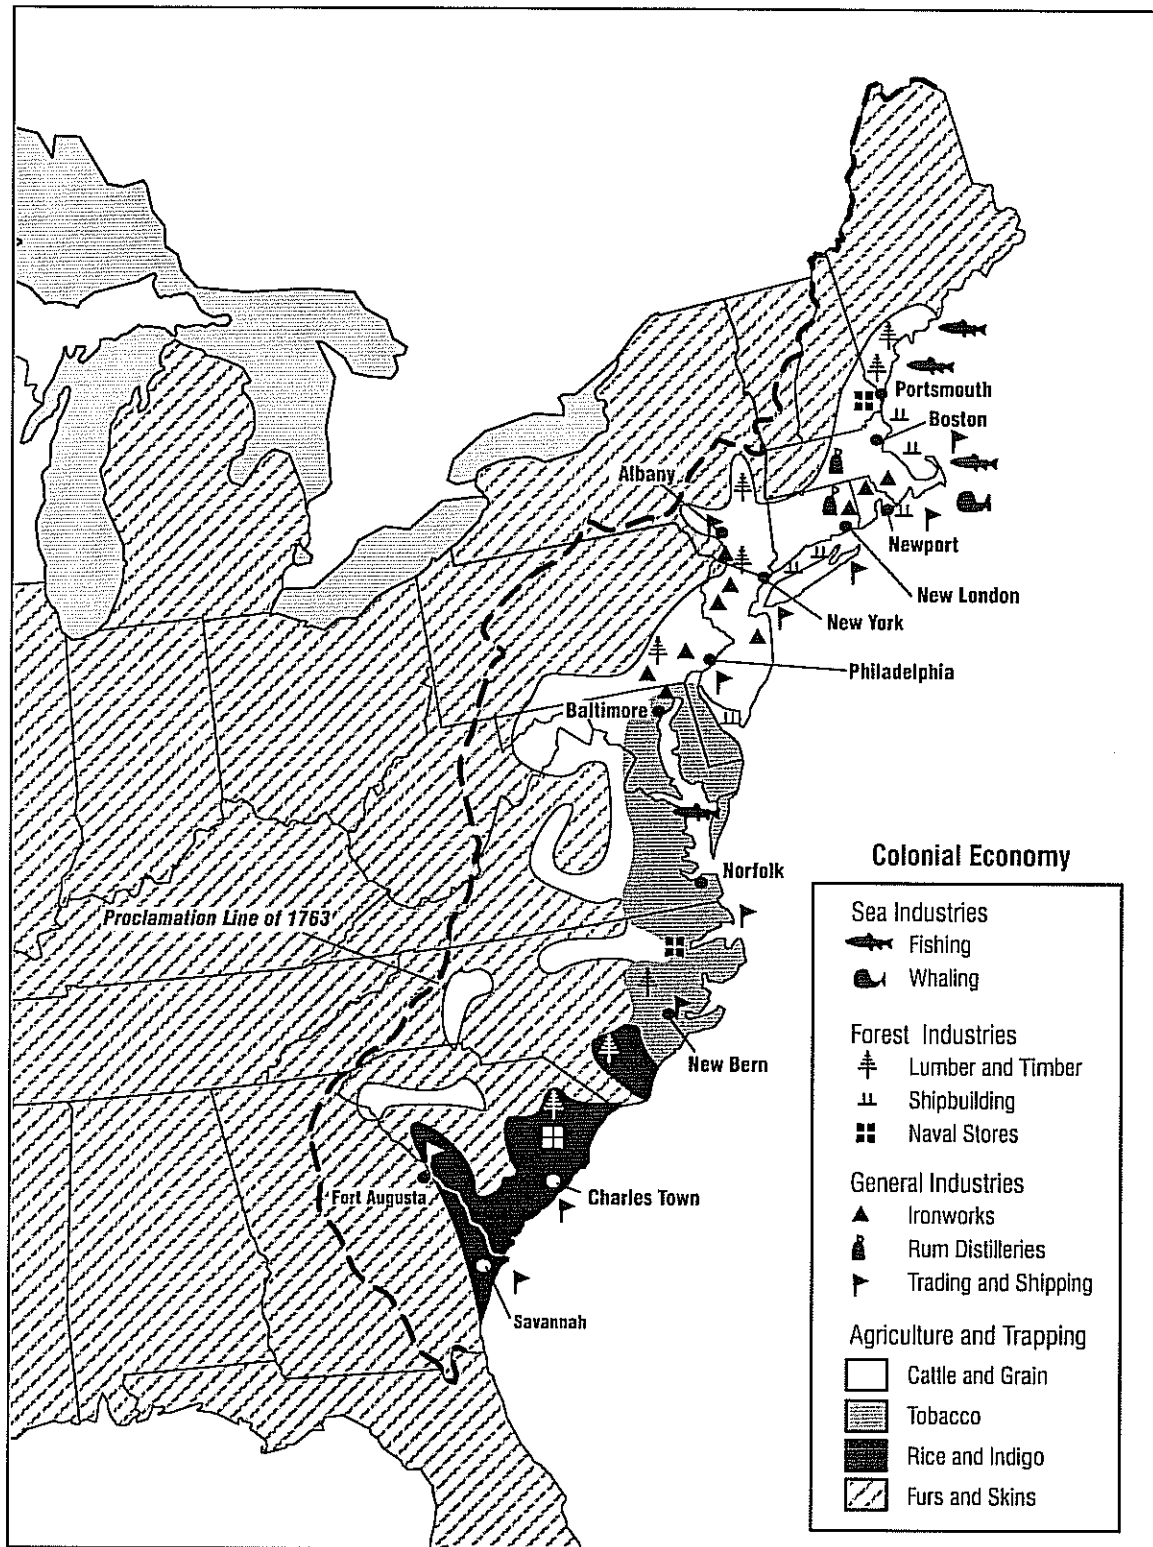 Portsmouth
Boston
Albany
Newport
New London
New York
Philadelphia
Baltimore
Norfolk
Proclamation Line of 1763
New Bern
Fort Augusta
Charles Town
Savannah
Colonial Economy
Sea Industries
Fishing
Whaling
Forest Industries
Lumber and Timber
Shipbuilding
Naval Stores
General Industries
Ironworks
Rum Distilleries
Trading and Shipping
Agriculture and Trapping
Cattle and Grain
Tobacco
Rice and Indigo
Furs and Skins